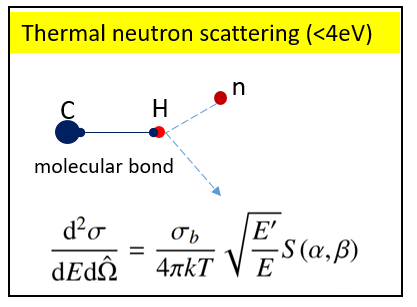 Thermal neutron scattering (<4eV)
n
C H
molecular bond
d²σ / dEdΩ̂ = σ_b / 4πkT √(E′/E) S(α,β)